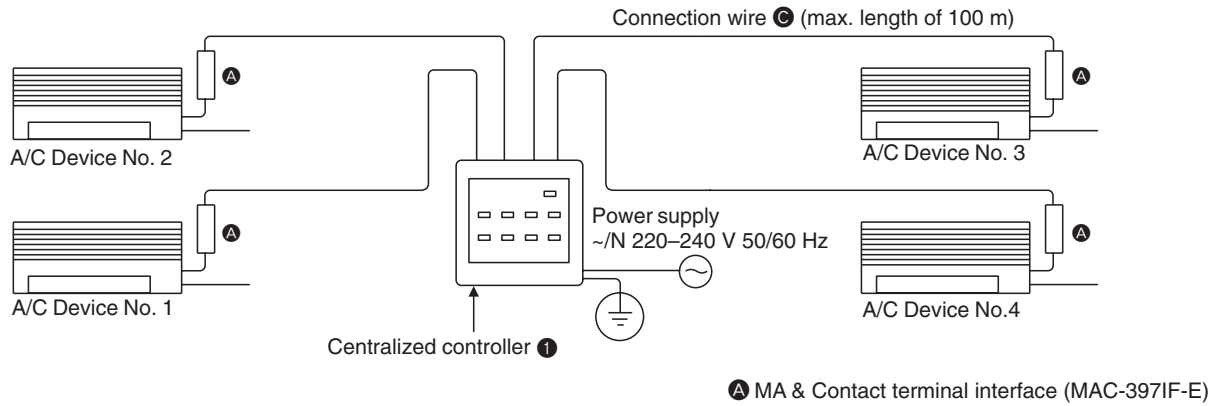 Connection wire C (max. length of 100 m)
A
A
A/C Device No. 2
A/C Device No. 3
A
Power supply
~/N 220–240 V 50/60 Hz
A
A/C Device No. 1
A/C Device No.4
Centralized controller 1
A MA & Contact terminal interface (MAC-397IF-E)